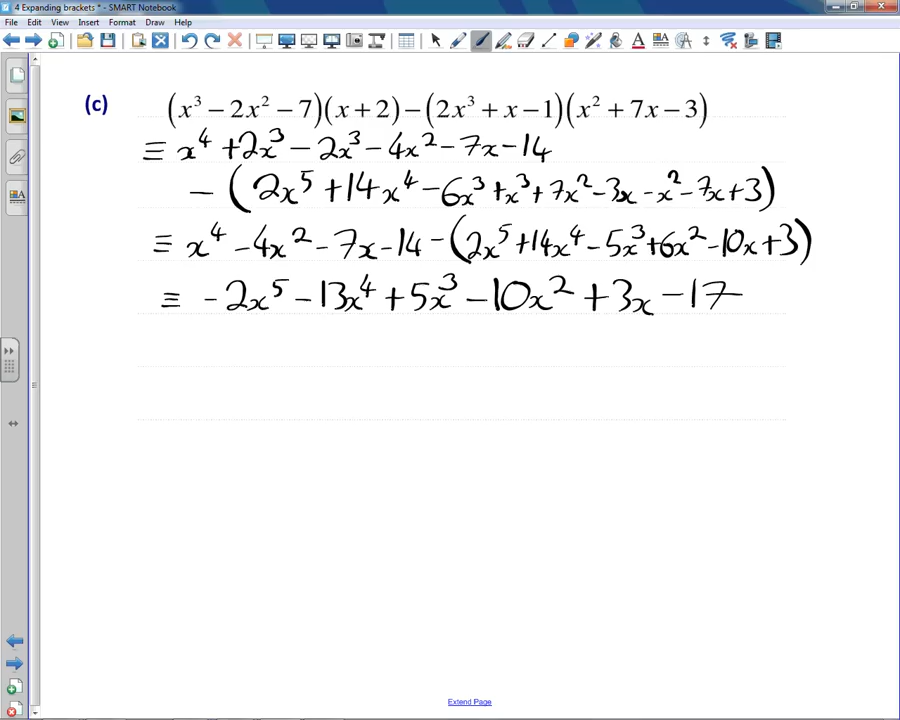 4 Expanding brackets * - SMART Notebook
File Edit View Insert Format Draw Help
(c) (x³ − 2x² − 7)(x + 2) − (2x³ + x − 1)(x² + 7x − 3)
≡ x⁴ + 2x³ − 2x³ − 4x² − 7x − 14
− (2x⁵ + 14x⁴ − 6x³ + x³ + 7x² − 3x − x² − 7x + 3)
≡ x⁴ − 4x² − 7x − 14 − (2x⁵ + 14x⁴ − 5x³ + 6x² − 10x + 3)
≡ −2x⁵ − 13x⁴ + 5x³ − 10x² + 3x − 17
Extend Page